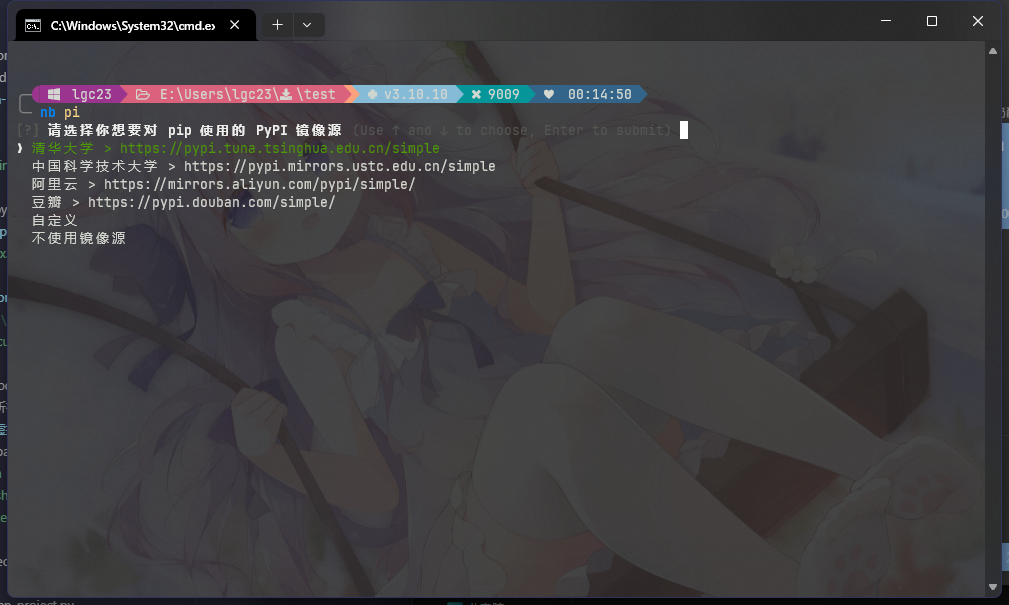 C:\Windows\System32\cmd.ex
lgc23 E:\Users\lgc23\ \test v3.10.10 9009 00:14:50
nb pi
[?] 请选择你想要对 pip 使用的 PyPI 镜像源 (Use ↑ and ↓ to choose, Enter to submit)
❯ 清华大学 > https://pypi.tuna.tsinghua.edu.cn/simple
中国科学技术大学 > https://pypi.mirrors.ustc.edu.cn/simple
阿里云 > https://mirrors.aliyun.com/pypi/simple/
豆瓣 > https://pypi.douban.com/simple/
自定义
不使用镜像源